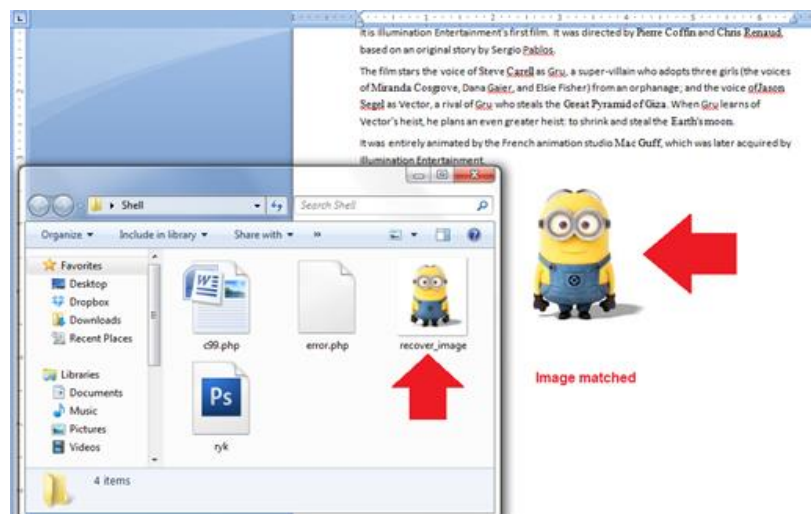 It is Illumination Entertainment's first film. It was directed by Pierre Coffin and Chris Renaud,
based on an original story by Sergio Pablos.
The film stars the voice of Steve Carell as Gru, a super-villain who adopts three girls (the voices
of Miranda Cosgrove, Dana Gaier, and Elsie Fisher) from an orphanage; and the voice of Jason
Segel as Vector, a rival of Gru who steals the Great Pyramid of Giza. When Gru learns of
Vector's heist, he plans an even greater heist: to shrink and steal the Earth's moon.
It was entirely animated by the French animation studio Mac Guff, which was later acquired by
Illumination Entertainment.
Shell
Search Shell
Organize
Include in library
Share with
»
Favorites
Desktop
Dropbox
Downloads
Recent Places
Libraries
Documents
Music
Pictures
Videos
c99.php
error.php
recover_image
Ps
ryk
4 items
Image matched